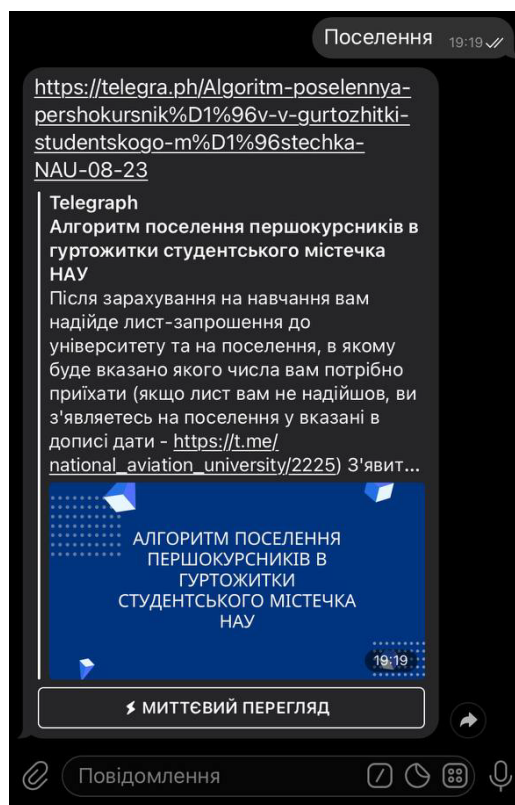 Поселення 19:19
https://telegra.ph/Algoritm-poselennya-
pershokursnik%D1%96v-v-gurtozhitki-
studentskogo-m%D1%96stechka-
NAU-08-23
Telegraph
Алгоритм поселення першокурсників в
гуртожитки студентського містечка
НАУ
Після зарахування на навчання вам
надійде лист-запрошення до
університету та на поселення, в якому
буде вказано якого числа вам потрібно
приїхати (якщо лист вам не надійшов, ви
з'являетесь на поселення у вказані в
дописі дати - https://t.me/
national_aviation_university/2225) З'явит...
АЛГОРИТМ ПОСЕЛЕННЯ
ПЕРШОКУРСНИКІВ В
ГУРТОЖИТКИ
СТУДЕНТСЬКОГО МІСТЕЧКА
НАУ
19:19
МИТТЄВИЙ ПЕРЕГЛЯД
Повідомлення